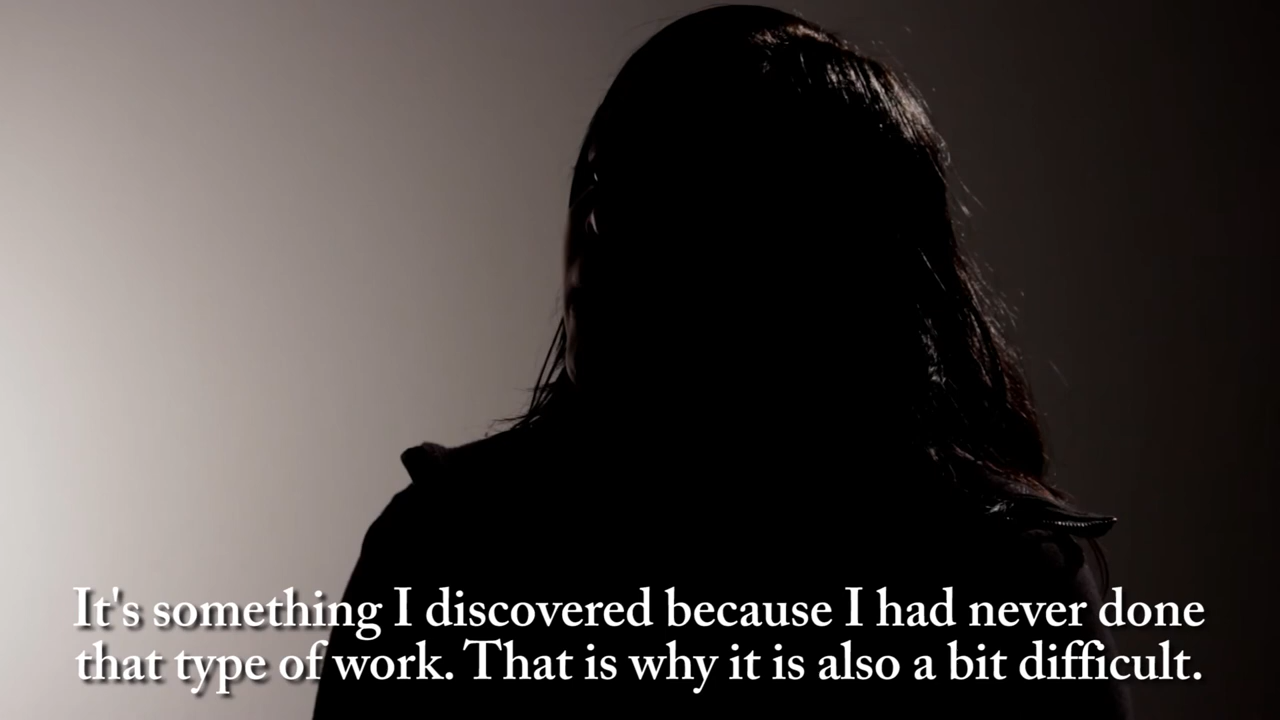 It's something I discovered because I had never done
that type of work. That is why it is also a bit difficult.